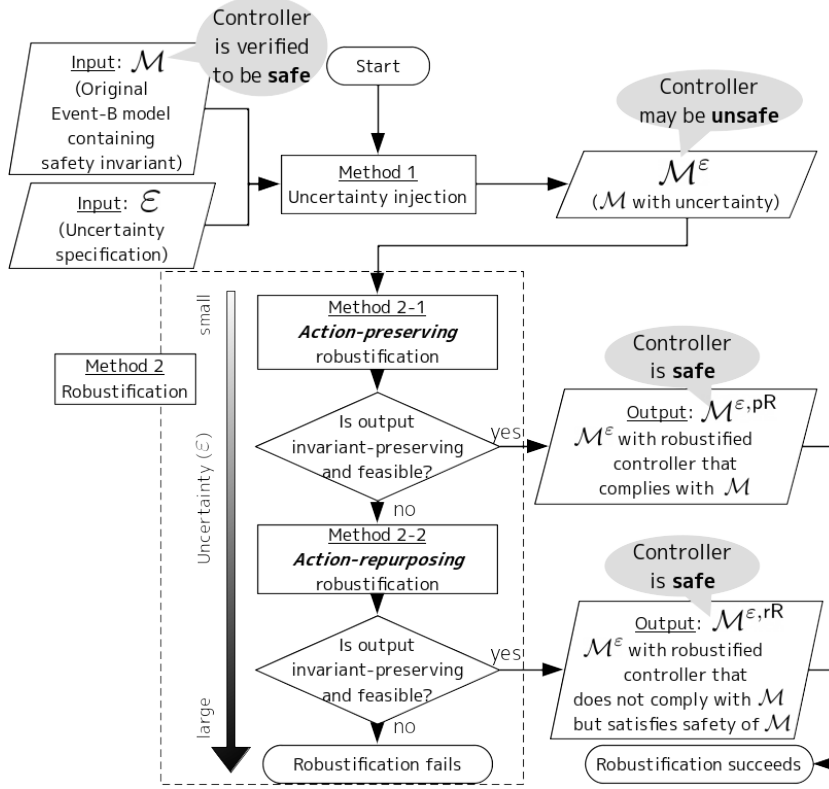 Controller
is verified
to be safe
Input: ℳ
(Original
Event-B model
containing
safety invariant)
Start
Controller
may be unsafe
Method 1
Uncertainty injection
ℳ^ε
(ℳ with uncertainty)
Input: ℰ
(Uncertainty
specification)
small
Uncertainty (ε)
large
Method 2
Robustification
Method 2-1
Action-preserving
robustification
Is output
invariant-preserving
and feasible?
yes
no
Controller
is safe
Output: ℳ^ε,pR
ℳ^ε with robustified
controller that
complies with ℳ
Method 2-2
Action-repurposing
robustification
Is output
invariant-preserving
and feasible?
yes
no
Controller
is safe
Output: ℳ^ε,rR
ℳ^ε with robustified
controller that
does not comply with ℳ
but satisfies safety of ℳ
Robustification fails
Robustification succeeds